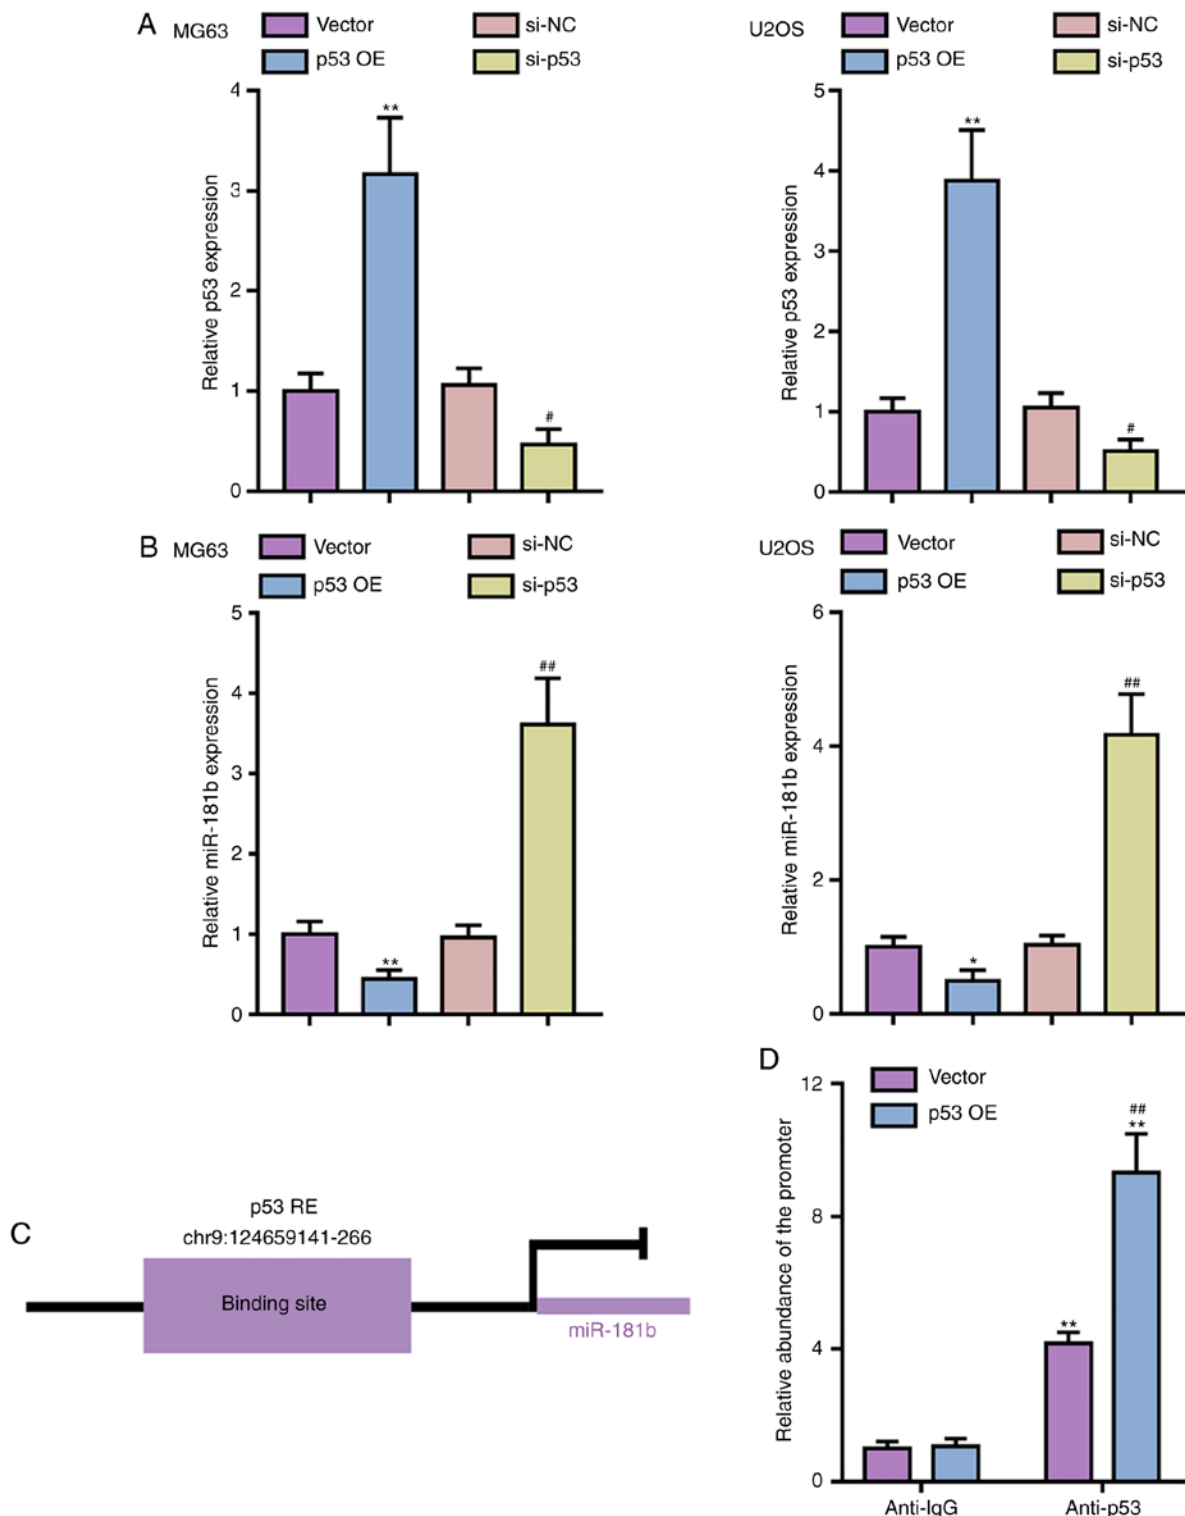 A MG63
Vector
si-NC
p53 OE
si-p53
Relative p53 expression
4
3
2
1
0
**
#
U2OS
Vector
si-NC
p53 OE
si-p53
Relative p53 expression
5
4
3
2
1
0
**
#
B MG63
Vector
si-NC
p53 OE
si-p53
Relative miR-181b expression
5
4
3
2
1
0
**
##
U2OS
Vector
si-NC
p53 OE
si-p53
Relative miR-181b expression
6
4
2
0
*
##
C
p53 RE
chr9:124659141-266
Binding site
miR-181b
D
Vector
p53 OE
Relative abundance of the promoter
12
8
4
0
**
##
**
Anti-IgG
Anti-p53